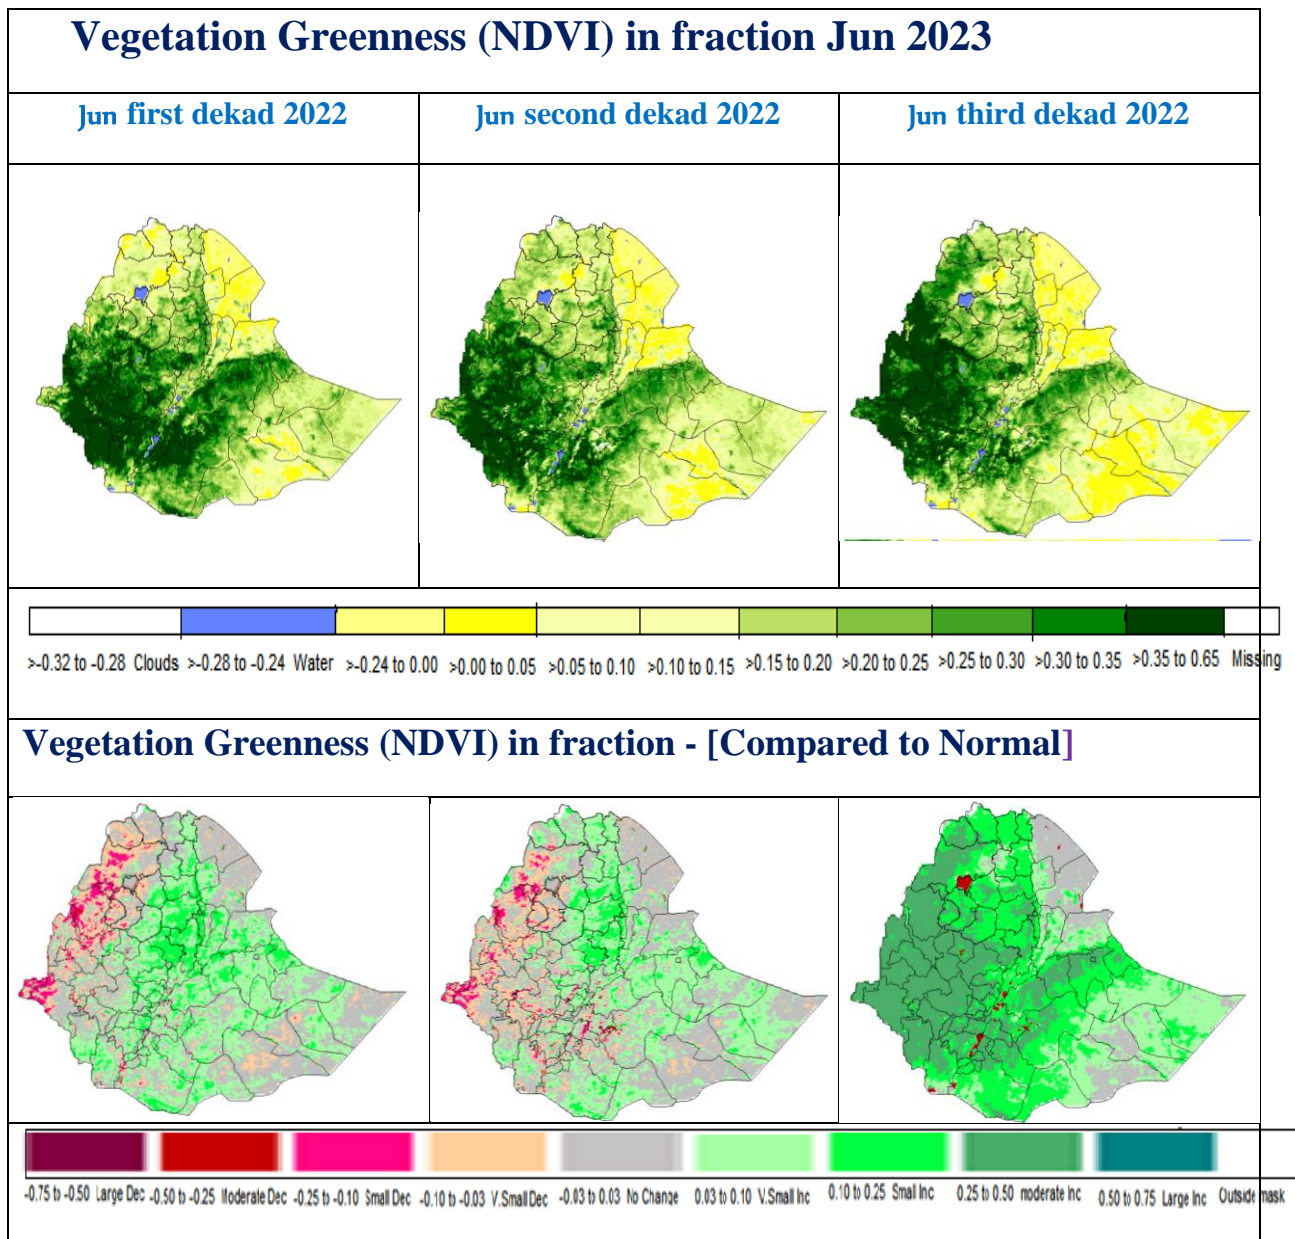 Vegetation Greenness (NDVI) in fraction Jun 2023
Jun first dekad 2022
Jun second dekad 2022
Jun third dekad 2022
>-0.32 to -0.28 Clouds >-0.28 to -0.24 Water >-0.24 to 0.00 >0.00 to 0.05 >0.05 to 0.10 >0.10 to 0.15 >0.15 to 0.20 >0.20 to 0.25 >0.25 to 0.30 >0.30 to 0.35 >0.35 to 0.65 Missing
Vegetation Greenness (NDVI) in fraction - [Compared to Normal]
-0.75 to -0.50 Large Dec -0.50 to -0.25 Moderate Dec -0.25 to -0.10 Small Dec -0.10 to -0.03 V.Small Dec -0.03 to 0.03 No Change 0.03 to 0.10 V.Small Inc 0.10 to 0.25 Small Inc 0.25 to 0.50 moderate Inc 0.50 to 0.75 Large Inc Outside mask